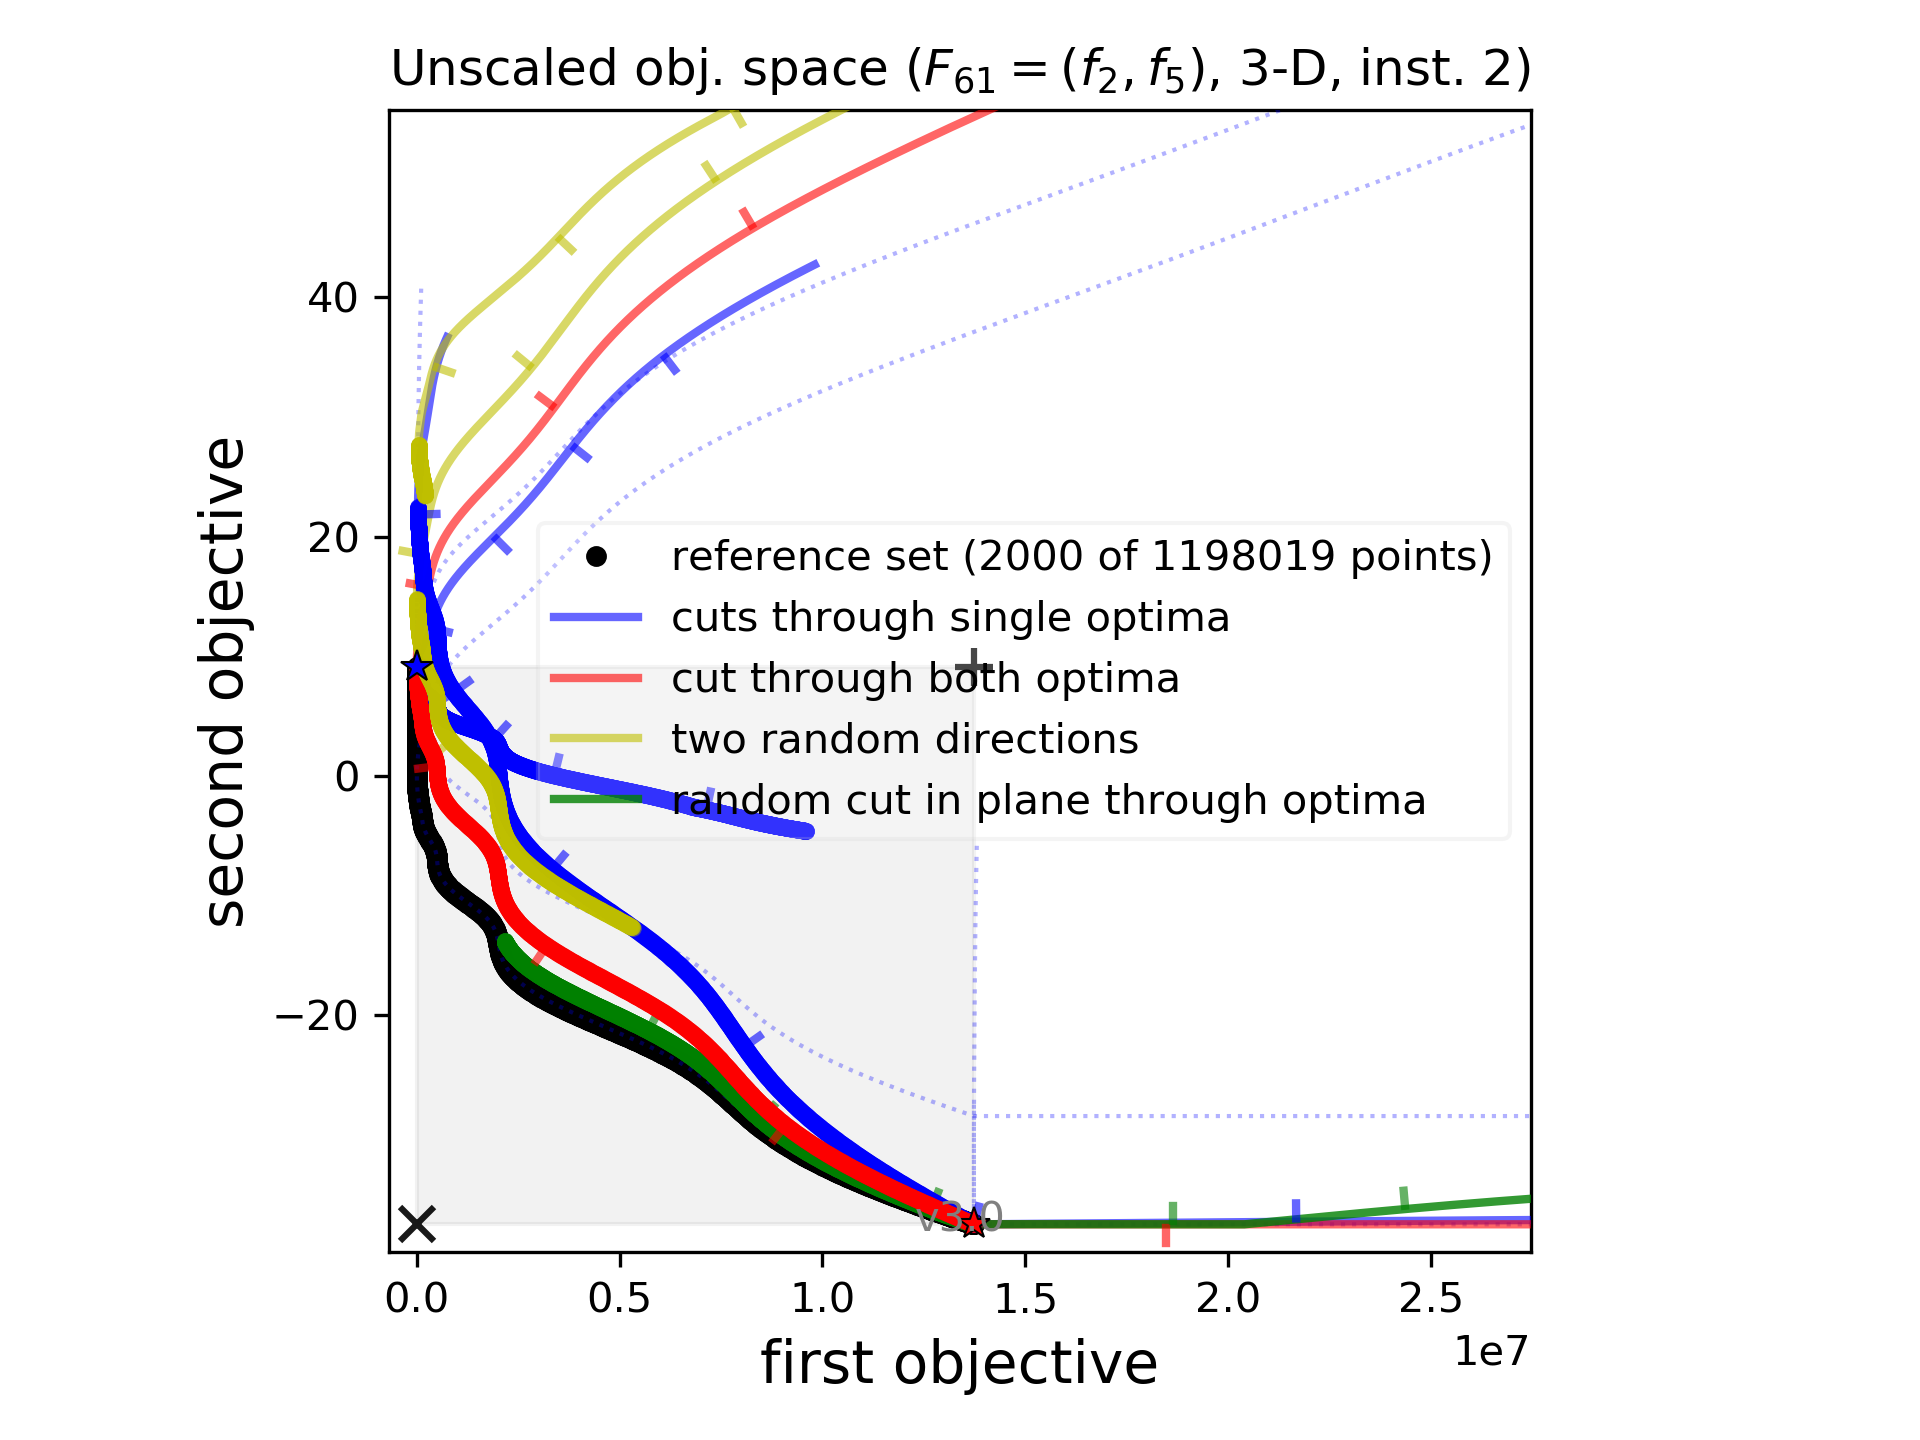 Unscaled obj. space (F61 = (f2, f5), 3-D, inst. 2)
second objective
40
20
0
−20
reference set (2000 of 1198019 points)
cuts through single optima
cut through both optima
two random directions
random cut in plane through optima
v3.0
0.0 0.5 1.0 1.5 2.0 2.5
1e7
first objective